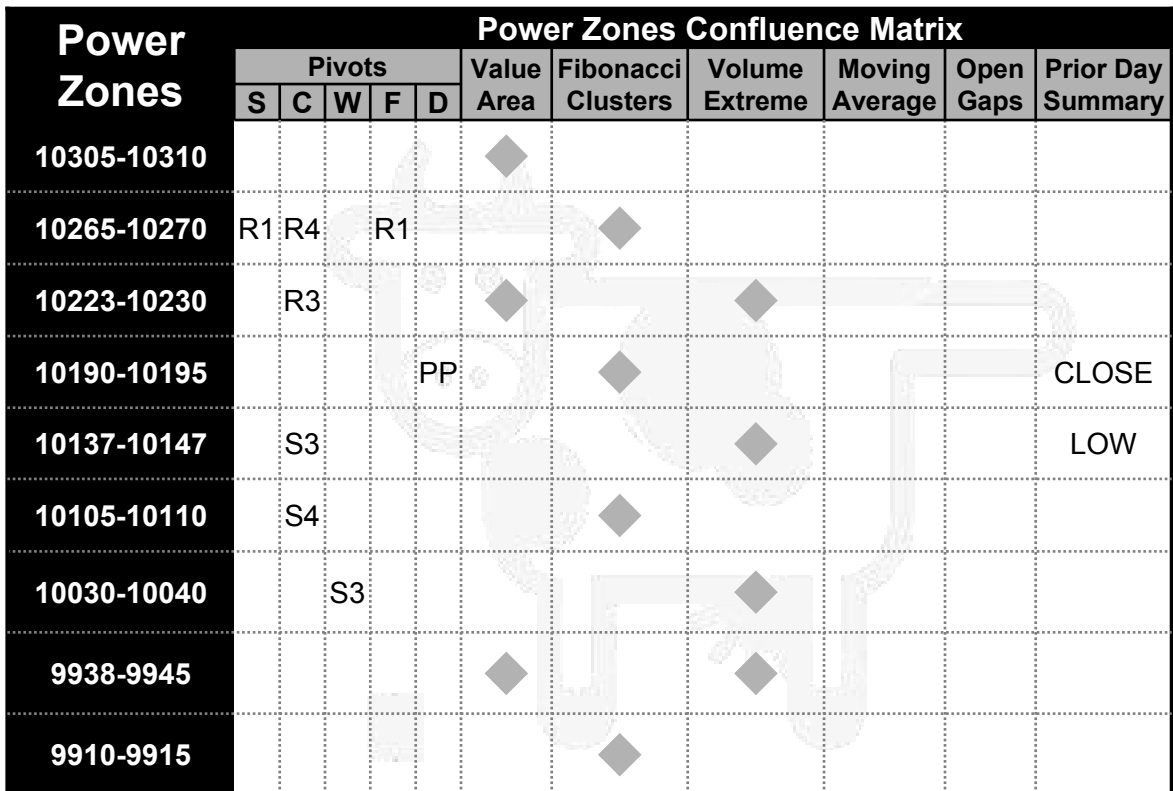 Power Zones
Power Zones Confluence Matrix
Pivots
S C W F D
Value Area
Fibonacci Clusters
Volume Extreme
Moving Average
Open Gaps
Prior Day Summary
10305-10310
10265-10270 R1 R4 R1
10223-10230 R3
10190-10195 PP CLOSE
10137-10147 S3 LOW
10105-10110 S4
10030-10040 S3
9938-9945
9910-9915